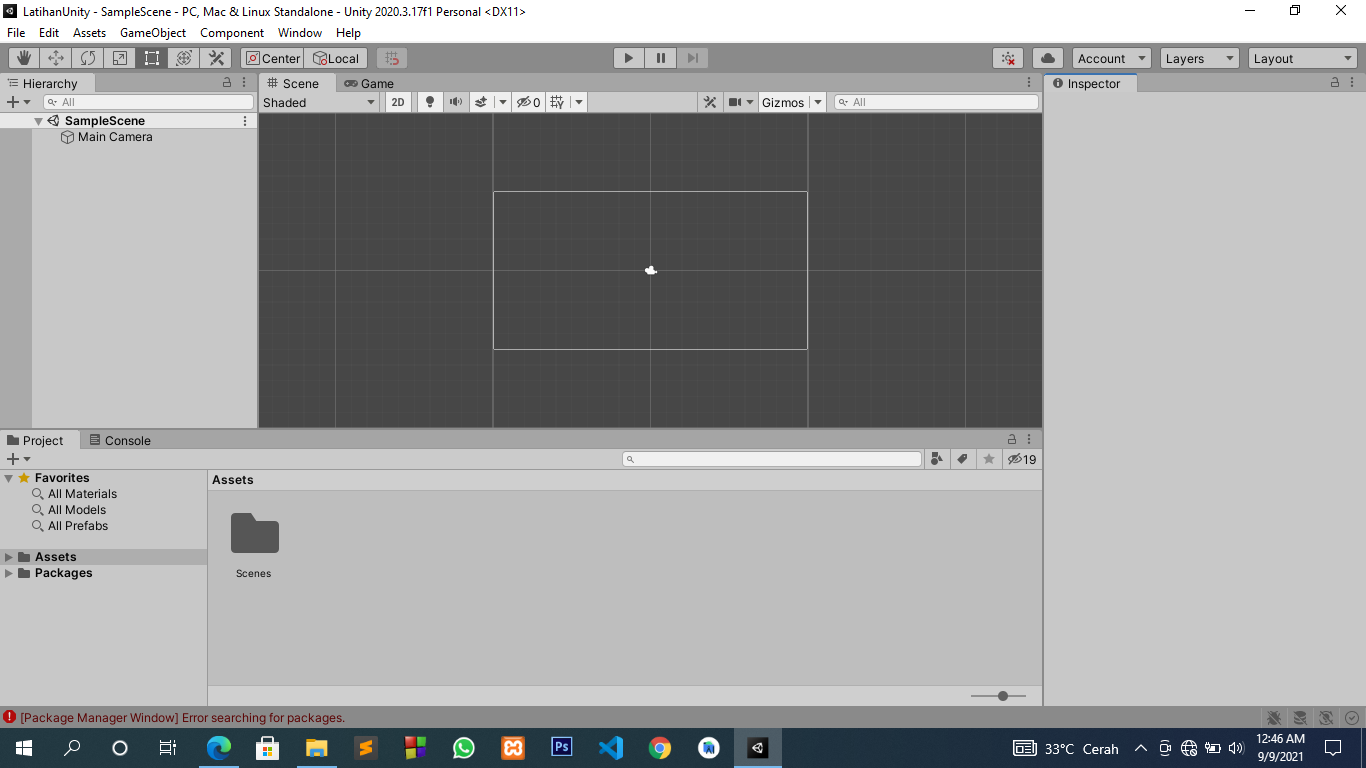 LatihanUnity - SampleScene - PC, Mac & Linux Standalone - Unity 2020.3.17f1 Personal <DX11>
File Edit Assets GameObject Component Window Help
Center Local Account Layers Layout
Hierarchy
All
SampleScene
Main Camera
Scene Game
Shaded 2D 0 Gizmos All
Inspector
Project Console
19
Favorites
All Materials
All Models
All Prefabs
Assets
Packages
Assets
Scenes
[Package Manager Window] Error searching for packages.
Ps
33°C Cerah
12:46 AM
9/9/2021